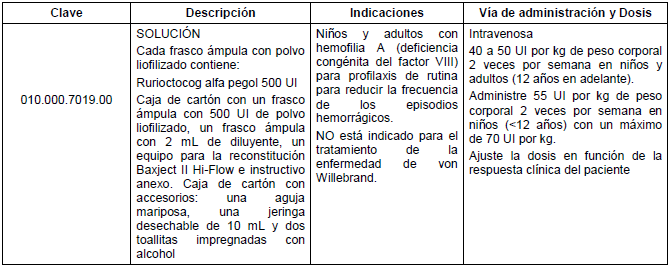 Clave
Descripción
Indicaciones
Vía de administración y Dosis
010.000.7019.00
SOLUCIÓN
Cada frasco ámpula con polvo
liofilizado contiene:
Rurioctocog alfa pegol 500 UI
Caja de cartón con un frasco
ámpula con 500 UI de polvo
liofilizado, un frasco ámpula
con 2 mL de diluyente, un
equipo para la reconstitución
Baxject II Hi-Flow e instructivo
anexo. Caja de cartón con
accesorios: una aguja
mariposa, una jeringa
desechable de 10 mL y dos
toallitas impregnadas con
alcohol
Niños y adultos con
hemofilia A (deficiencia
congénita del factor VIII)
para profilaxis de rutina
para reducir la frecuencia
de los episodios
hemorrágicos.
NO está indicado para el
tratamiento de la
enfermedad de von
Willebrand.
Intravenosa
40 a 50 UI por kg de peso corporal
2 veces por semana en niños y
adultos (12 años en adelante).
Administre 55 UI por kg de peso
corporal 2 veces por semana en
niños (<12 años) con un máximo
de 70 UI por kg.
Ajuste la dosis en función de la
respuesta clínica del paciente